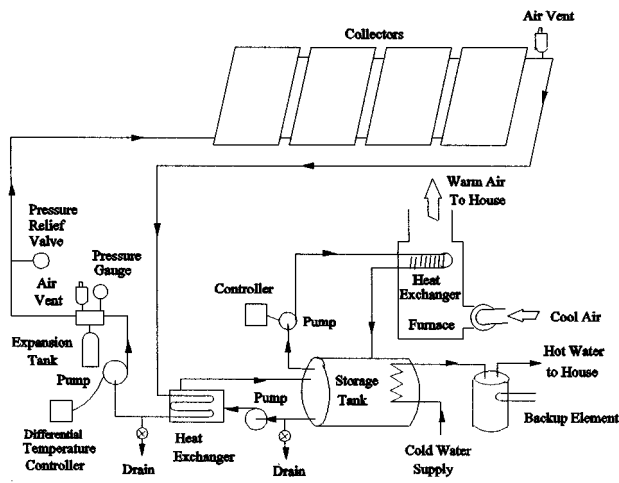 Air Vent
Collectors
Warm Air
To House
Pressure
Relief
Valve
Pressure
Gauge
Air
Vent
Controller
Heat
Exchanger
Pump
Furnace
Cool Air
Expansion
Tank
Hot Water
to House
Pump
Storage
Tank
Pump
Backup Element
Differential
Temperature
Controller
Heat
Exchanger
Cold Water
Supply
Drain
Drain